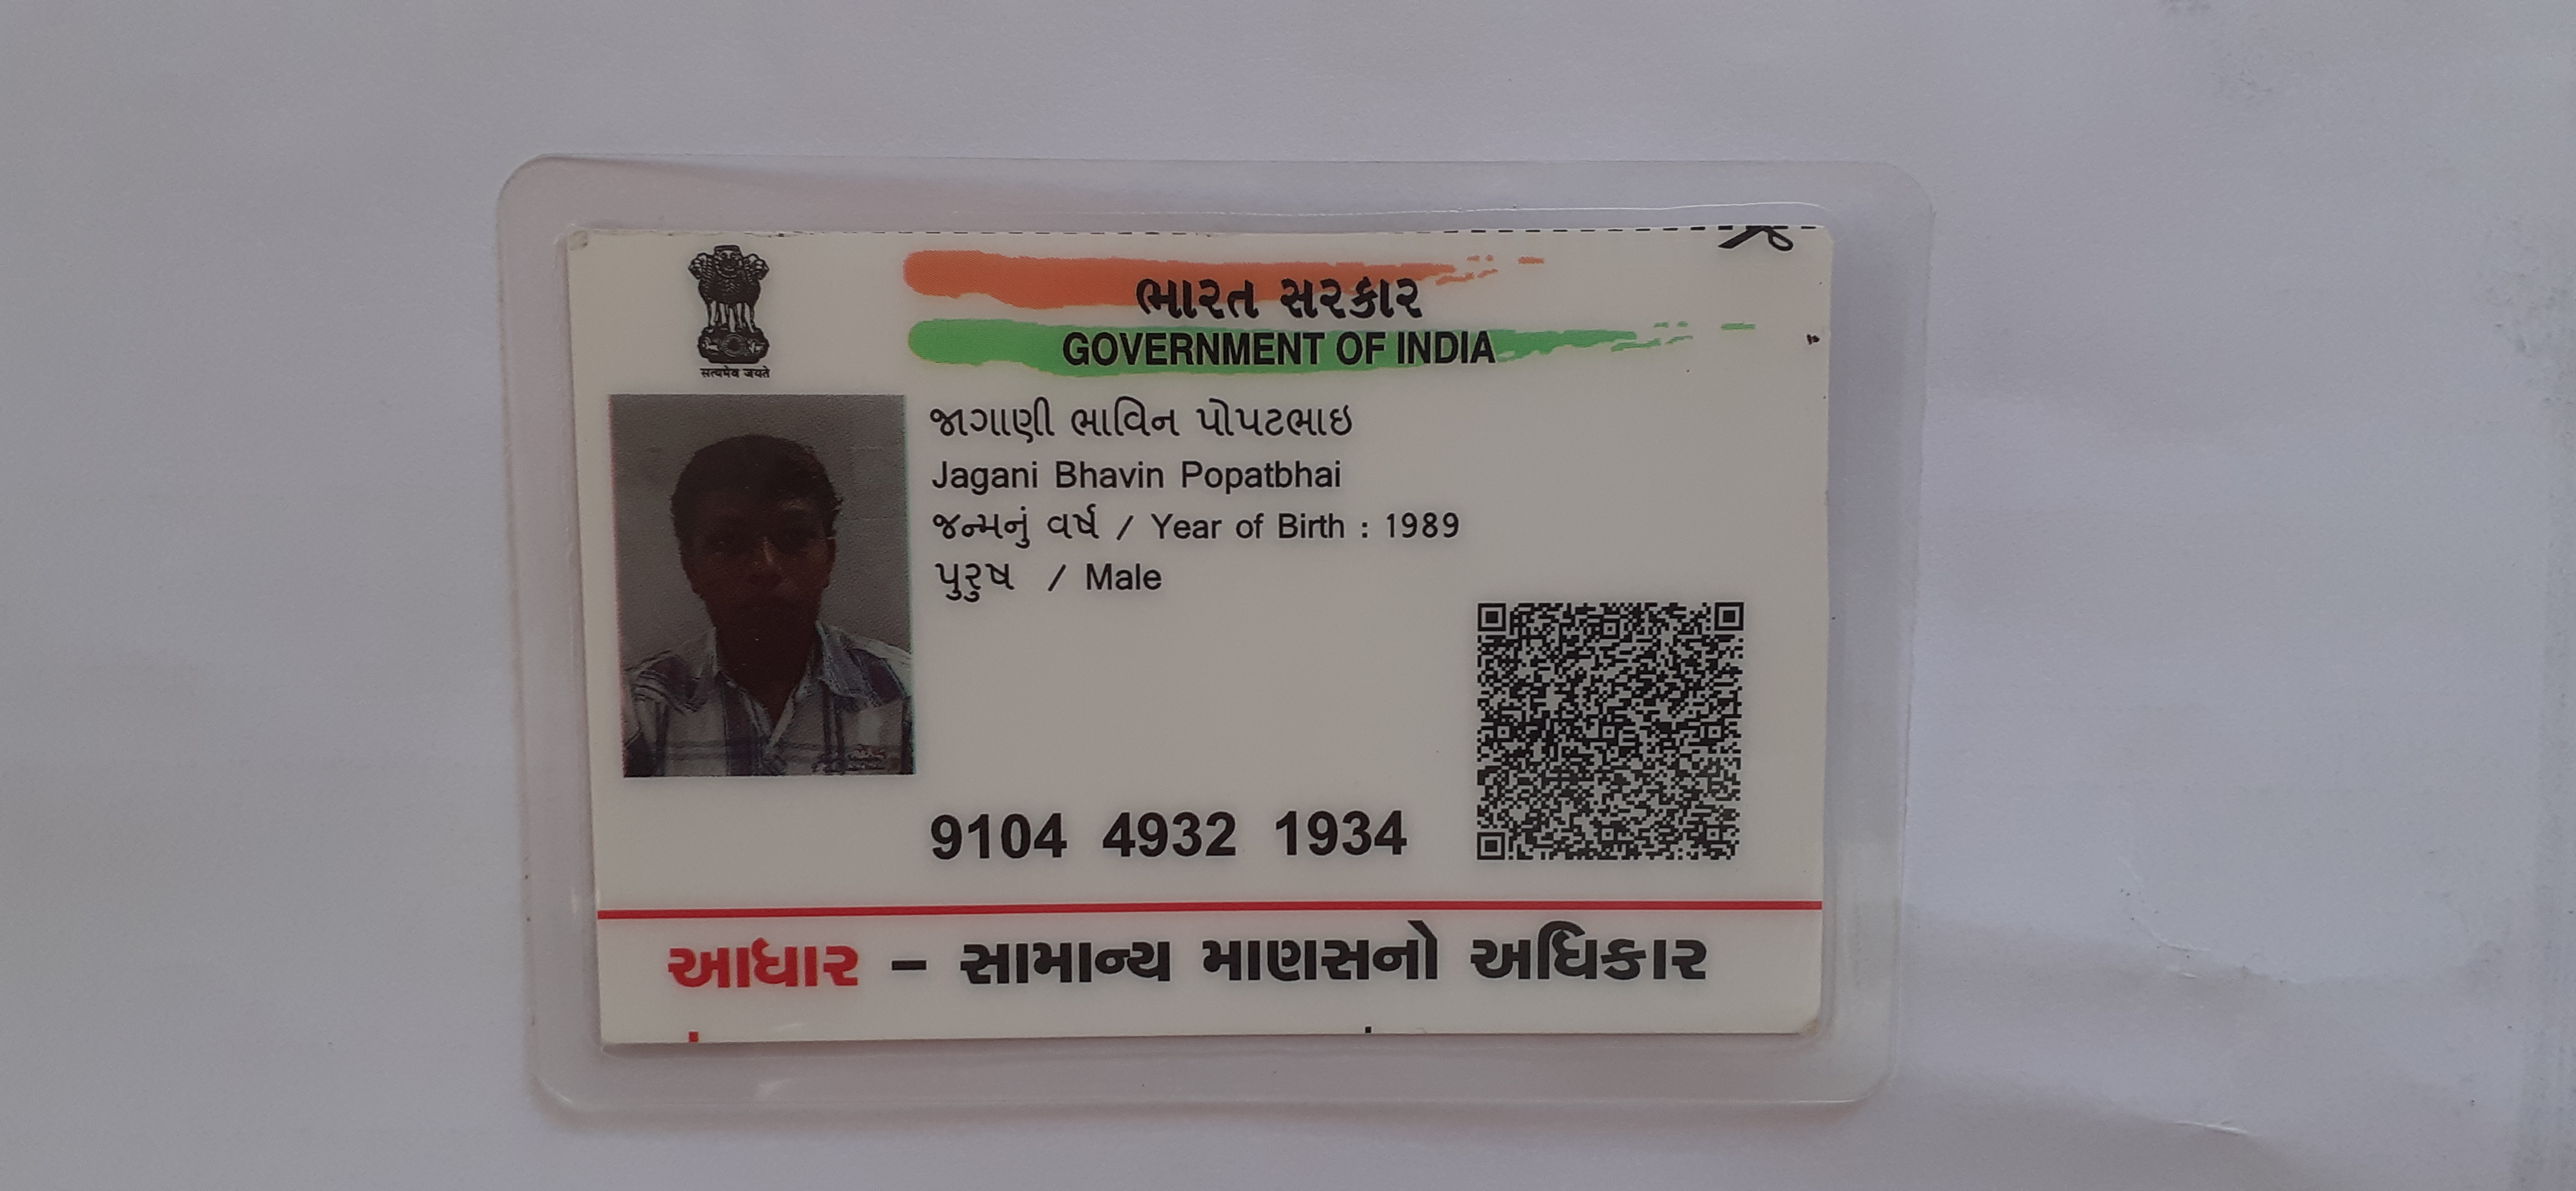 सत्यमेव जयते
ભારત સરકાર
GOVERNMENT OF INDIA
જગાણી ભાવિન પોપટભાઇ
Jagani Bhavin Popatbhai
જન્મનું વર્ષ / Year of Birth : 1989
પુરૂષ / Male
9104 4932 1934
આધાર – સામાન્ય માણસનો અધિકાર